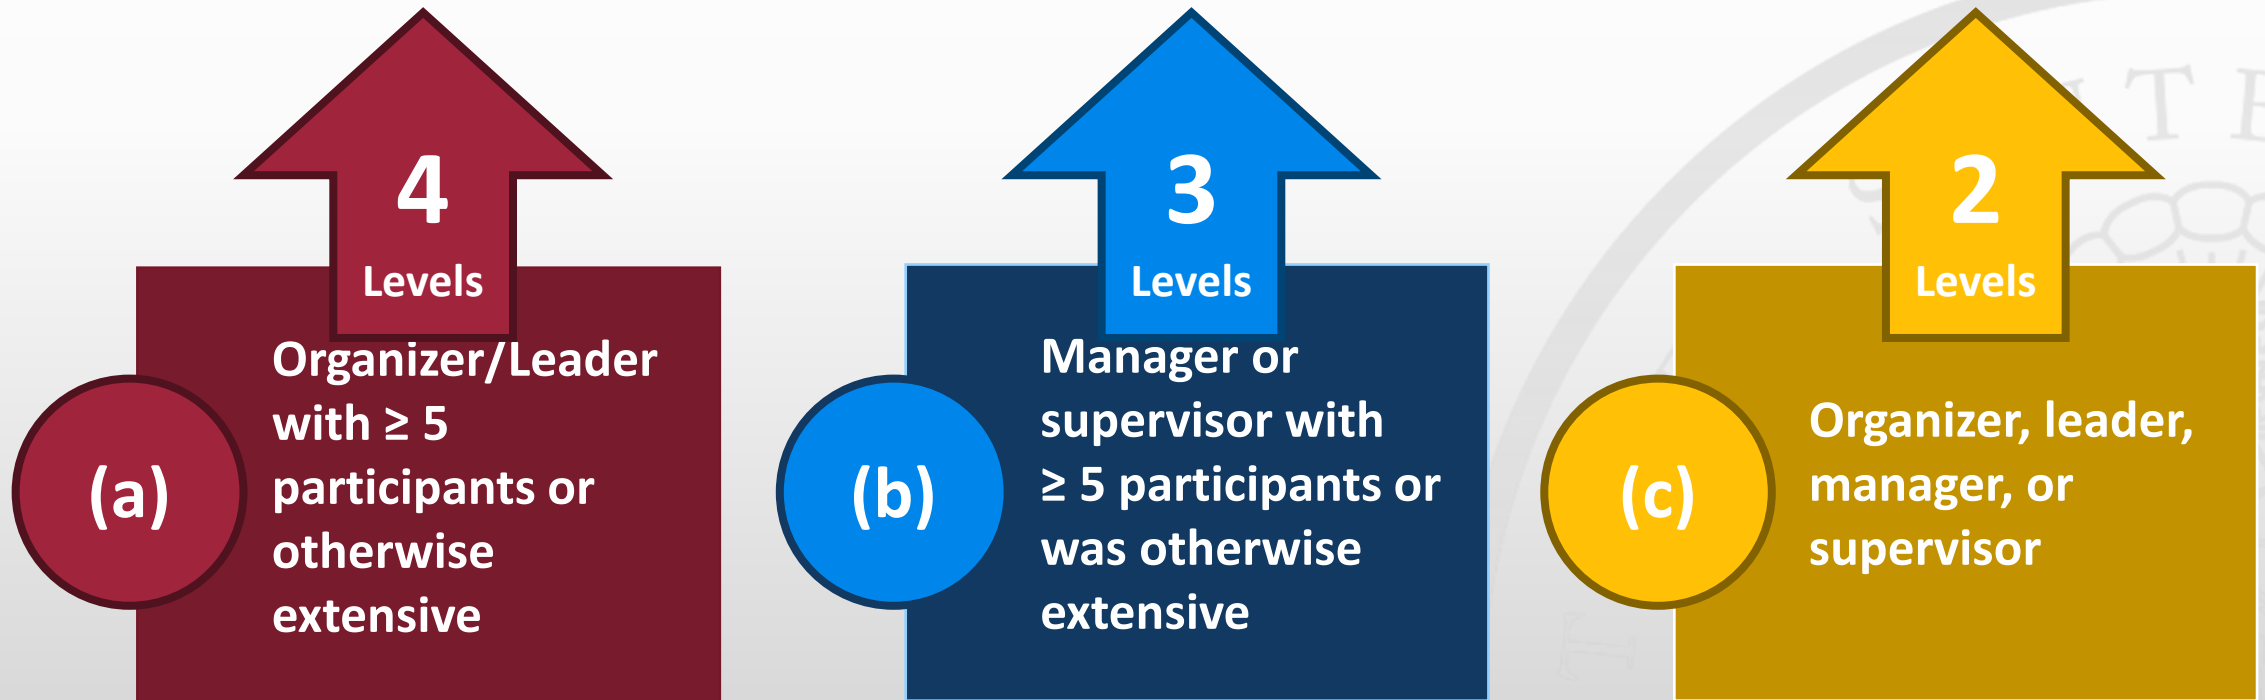 4
Levels
(a)
Organizer/Leader
with ≥ 5
participants or
otherwise
extensive
3
Levels
(b)
Manager or
supervisor with
≥ 5 participants or
was otherwise
extensive
2
Levels
(c)
Organizer, leader,
manager, or
supervisor